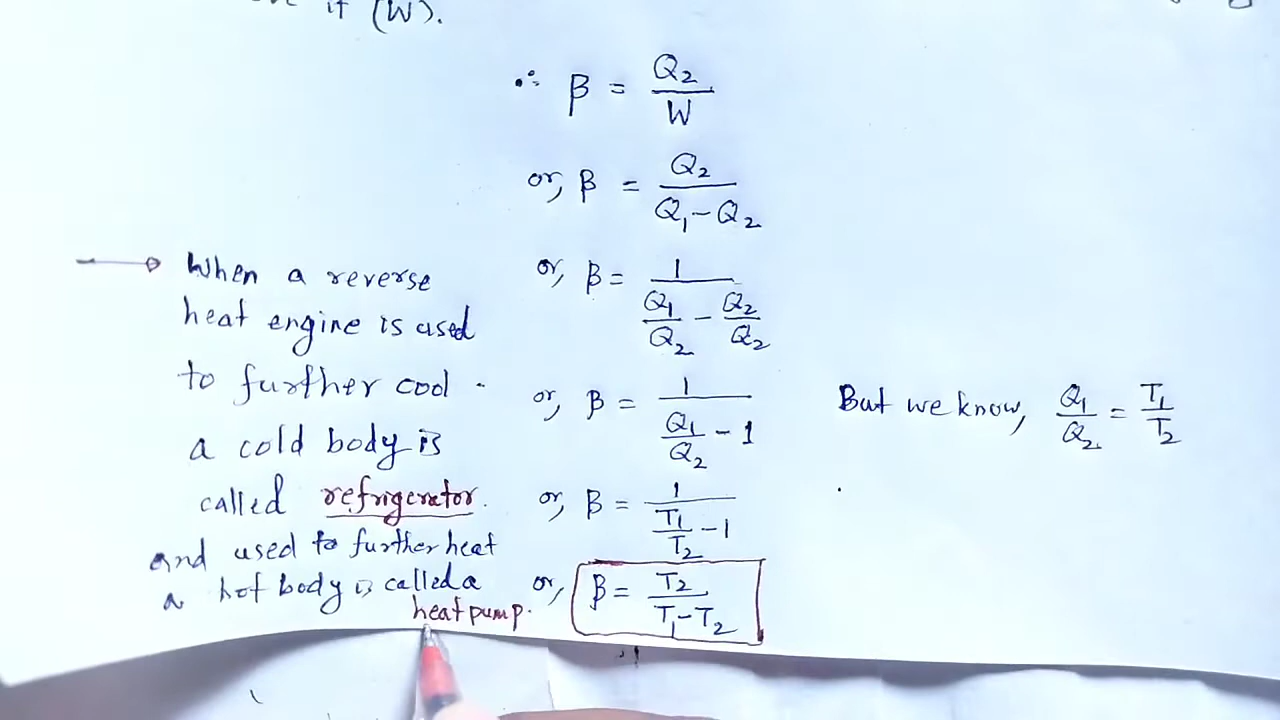 it (W).
∴ β = Q₂/W
or, β = Q₂/(Q₁-Q₂)
→ When a reverse
heat engine is used
to further cool
a cold body is
called refrigerator.
and used to further heat
a hot body is called a
heat pump.
or, β = 1/(Q₁/Q₂ - Q₂/Q₂)
or, β = 1/(Q₁/Q₂ - 1)
But we know, Q₁/Q₂ = T₁/T₂
or, β = 1/(T₁/T₂ - 1)
or, β = T₂/(T₁-T₂)